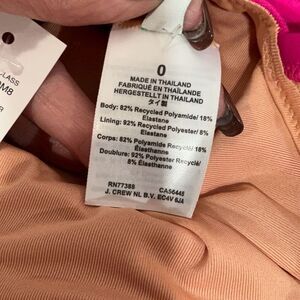 0
MADE IN THAILAND
FABRIQUÉ EN THAÏLANDE
HERGESTELLT IN THAILAND
タイ製
Body: 82% Recycled Polyamide/ 18%
Elastane
Lining: 92% Recycled Polyester/ 8%
Elastane
Corps: 82% Polyamide Recyclé/ 18%
Élasthanne
Doublure: 92% Polyester Recyclé/
8% Élasthanne
RN77388 CA56445
J. CREW NL B.V. EC4V 6JA